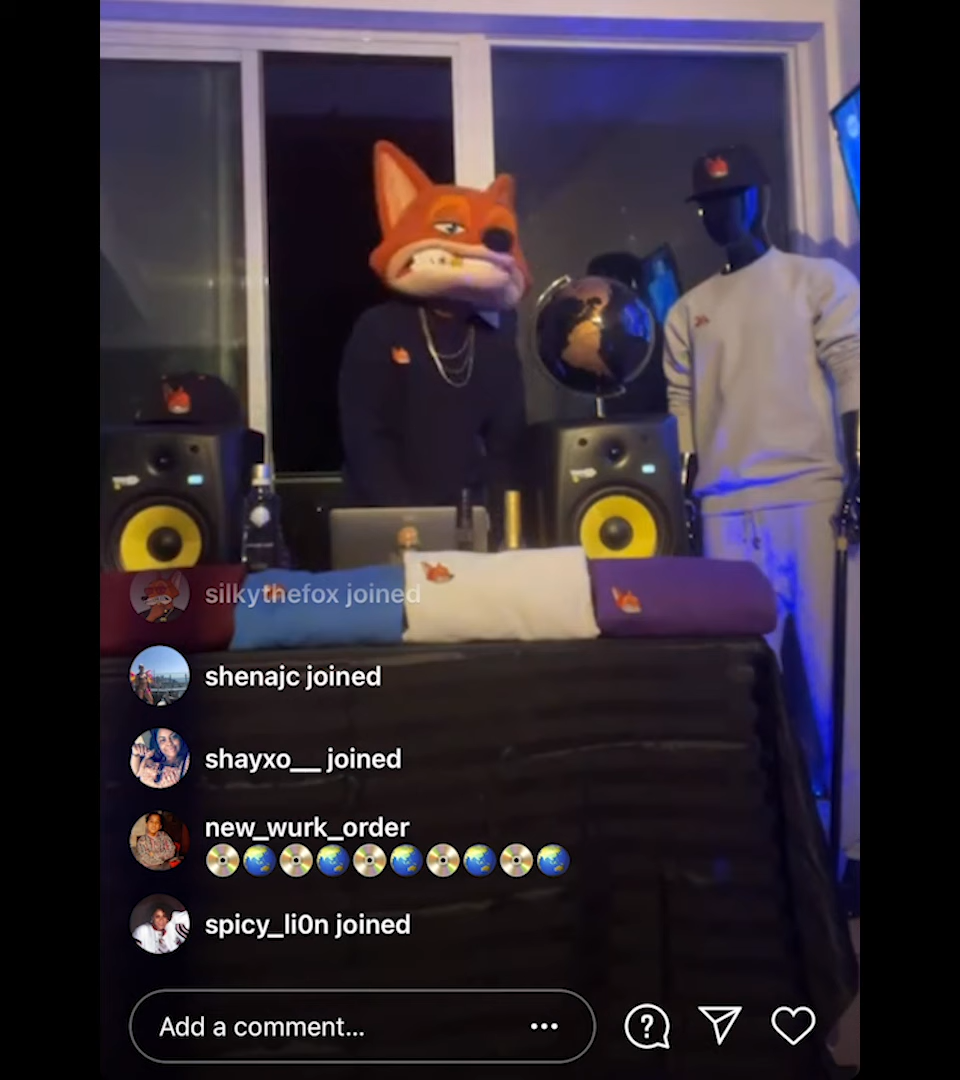 silkythefox joined
shenajc joined
shayxo__ joined
new_wurk_order
💿🌏💿🌏💿🌏💿🌏💿🌏
spicy_li0n joined
Add a comment...